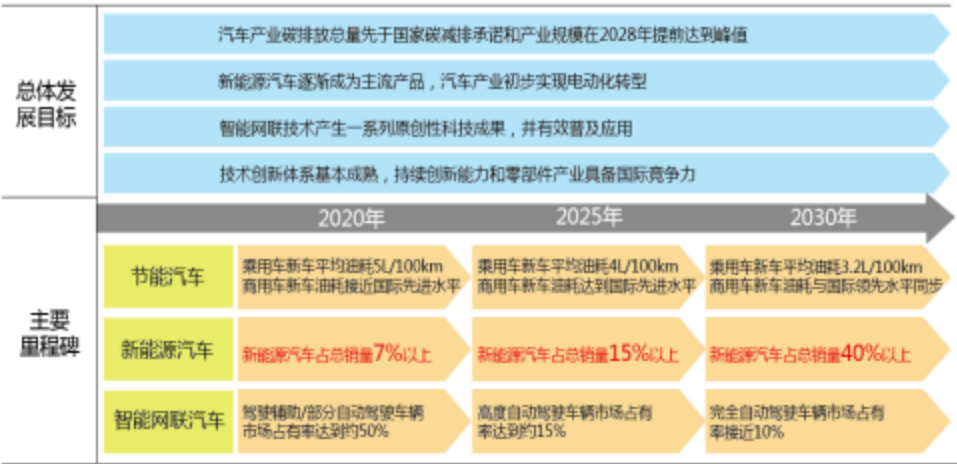 总体发
展目标
汽车产业碳排放总量先于国家碳减排承诺和产业规模在2028年提前达到峰值
新能源汽车逐渐成为主流产品，汽车产业初步实现电动化转型
智能网联技术产生一系列原创性科技成果，并有效普及应用
技术创新体系基本成熟，持续创新能力和零部件产业具备国际竞争力
2020年 2025年 2030年
主要
里程碑
节能汽车
乘用车新车平均油耗5L/100km
商用车新车油耗接近国际先进水平
乘用车新车平均油耗4L/100km
商用车新车油耗达到国际先进水平
乘用车新车平均油耗3.2L/100km
商用车新车油耗与国际领先水平同步
新能源汽车
新能源汽车占总销量7%以上
新能源汽车占总销量15%以上
新能源汽车占总销量40%以上
智能网联汽车
驾驶辅助/部分自动驾驶车辆
市场占有率达到约50%
高度自动驾驶车辆市场占有
率达到约15%
完全自动驾驶车辆市场占有
率接近10%